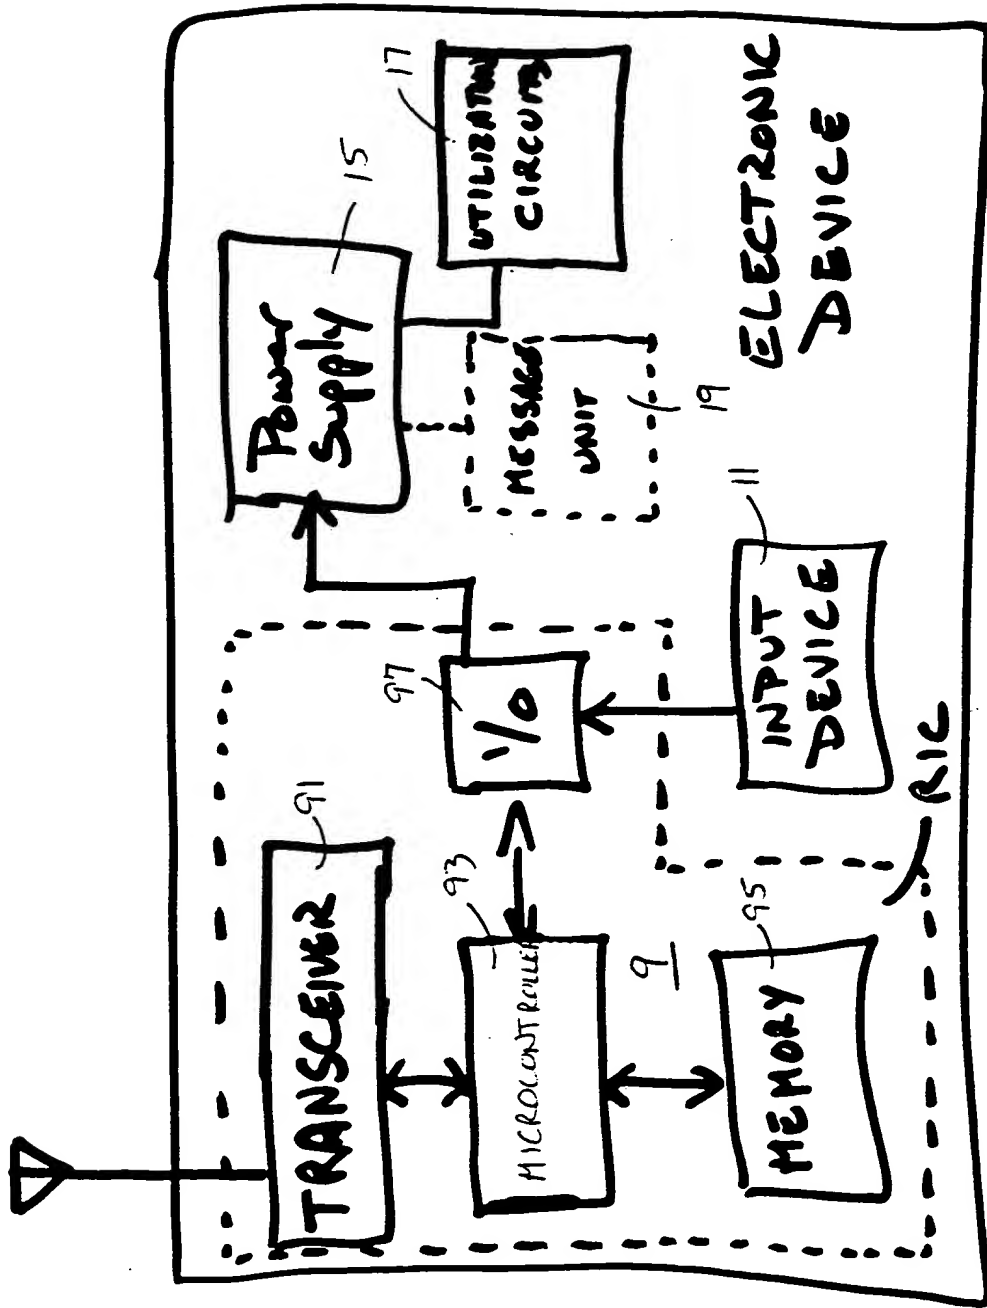 TRANSCEIVER
91
MICROCONTROLLER
93
9
MEMORY
95
I/O
97
INPUT
DEVICE
11
RIC
Power
Supply
15
MESSAGE
UNIT
19
UTILIZATION
CIRCUITS
17
ELECTRONIC
DEVICE